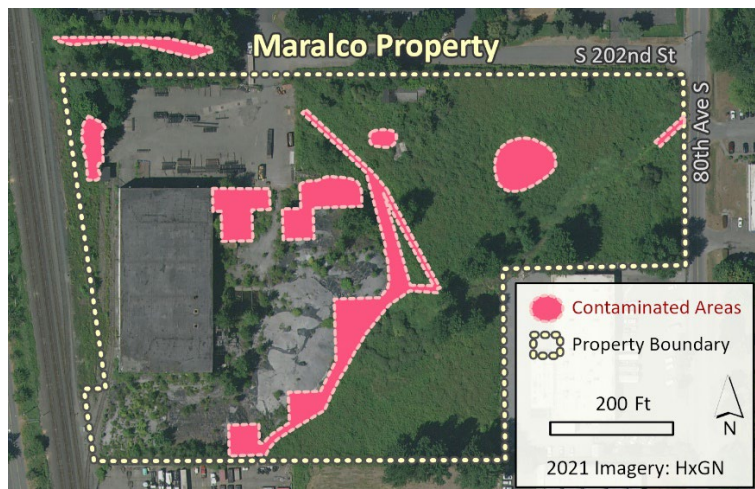 Maralco Property
S 202nd St
80th Ave S
Contaminated Areas
Property Boundary
200 Ft
N
2021 Imagery: HxGN